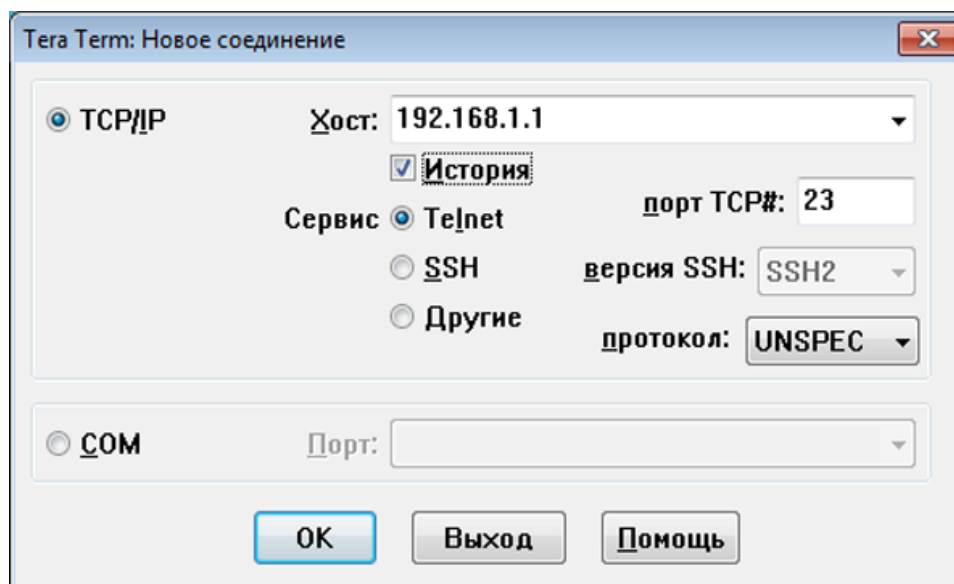 Tera Term: Новое соединение
TCP/IP Хост: 192.168.1.1
История
Сервис Telnet порт TCP#: 23
SSH версия SSH: SSH2
Другие протокол: UNSPEC
COM Порт:
OK Выход Помощь